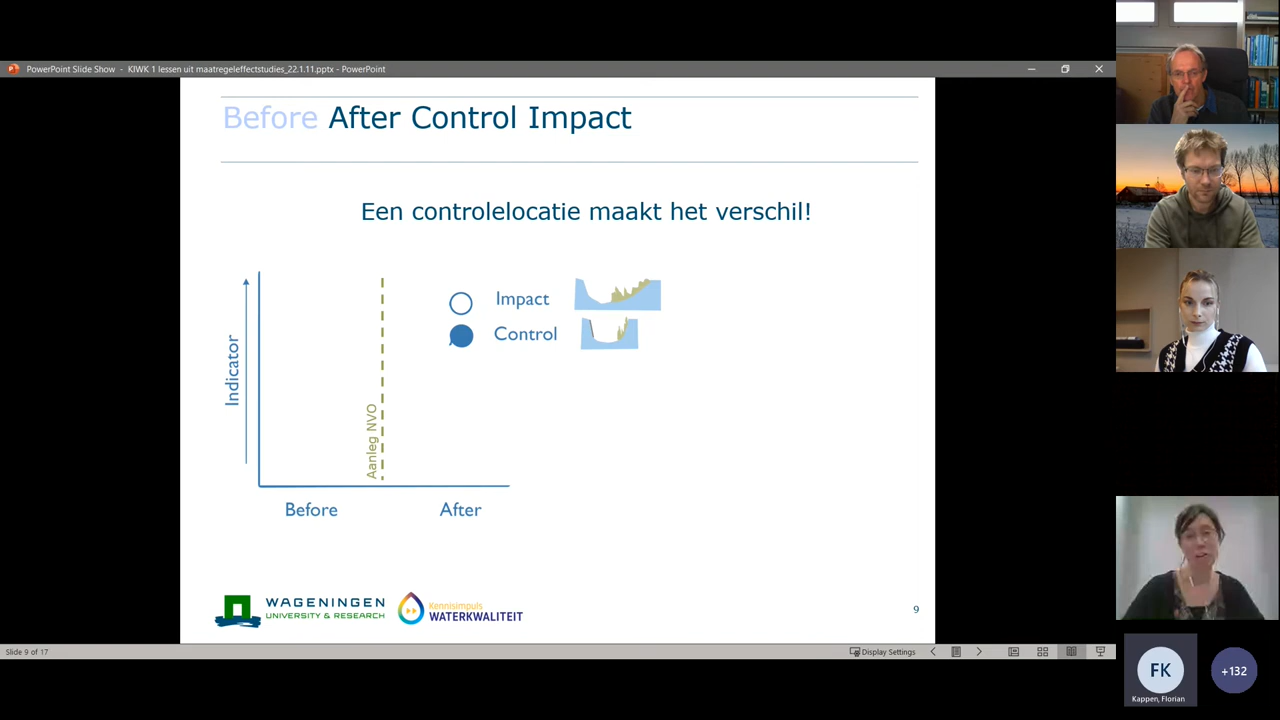 PowerPoint Slide Show - KIWK 1 lessen uit maatregeleffectstudies_22.1.11.pptx - PowerPoint
Before After Control Impact
Een controlelocatie maakt het verschil!
Impact
Control
Indicator
Aanleg NVO
Before
After
WAGENINGEN
UNIVERSITY & RESEARCH
Kennisimpuls
WATERKWALITEIT
9
Slide 9 of 17
Display Settings
FK
Kappen, Florian
+132